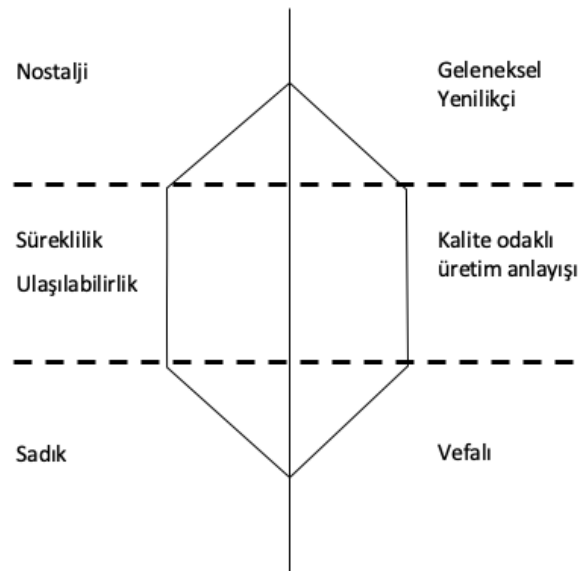 Nostalji
Geleneksel
Yenilikçi
Süreklilik
Ulaşılabilirlik
Kalite odaklı
üretim anlayışı
Sadık
Vefalı